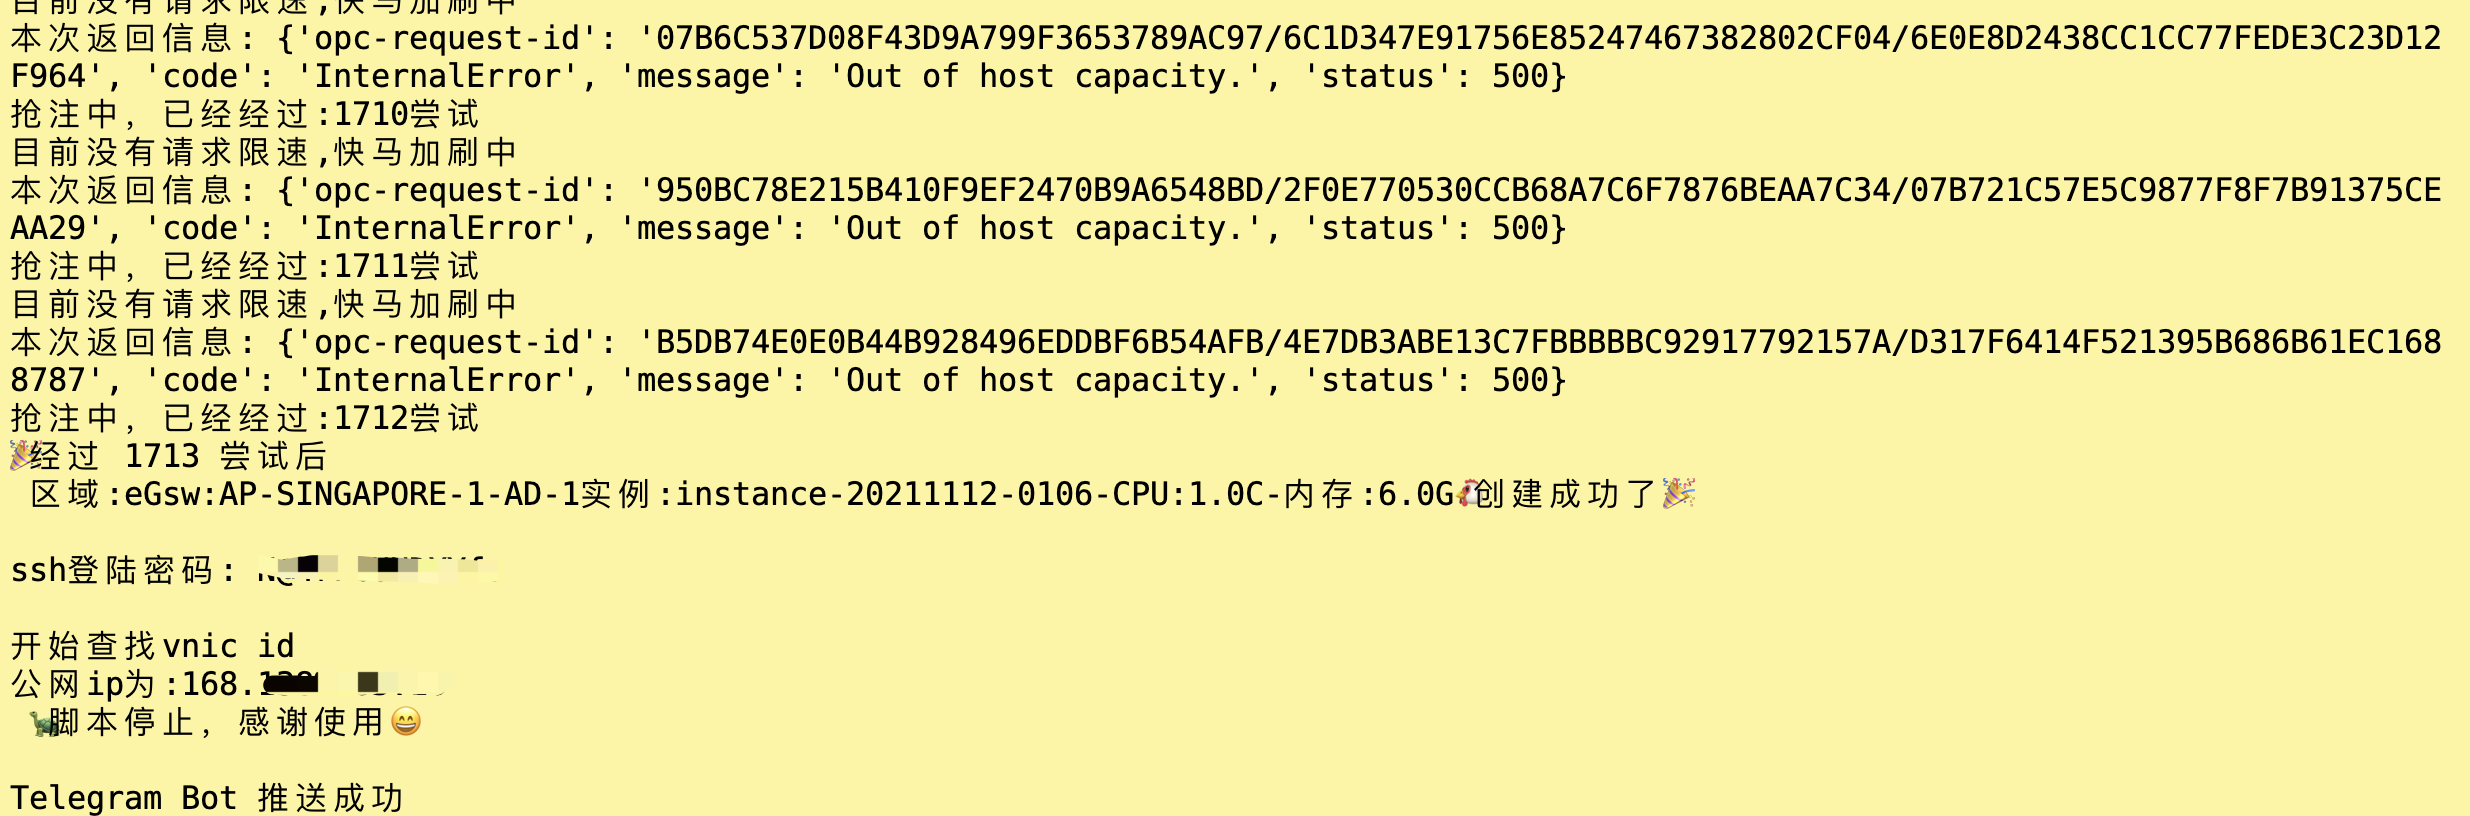 目前没有请求限速,快马加刷中
本次返回信息: {'opc-request-id': '07B6C537D08F43D9A799F3653789AC97/6C1D347E91756E85247467382802CF04/6E0E8D2438CC1CC77FEDE3C23D12
F964', 'code': 'InternalError', 'message': 'Out of host capacity.', 'status': 500}
抢注中，已经经过:1710尝试
目前没有请求限速,快马加刷中
本次返回信息: {'opc-request-id': '950BC78E215B410F9EF2470B9A6548BD/2F0E770530CCB68A7C6F7876BEAA7C34/07B721C57E5C9877F8F7B91375CE
AA29', 'code': 'InternalError', 'message': 'Out of host capacity.', 'status': 500}
抢注中，已经经过:1711尝试
目前没有请求限速,快马加刷中
本次返回信息: {'opc-request-id': 'B5DB74E0E0B44B928496EDDBF6B54AFB/4E7DB3ABE13C7FBBBBBC92917792157A/D317F6414F521395B686B61EC168
8787', 'code': 'InternalError', 'message': 'Out of host capacity.', 'status': 500}
抢注中，已经经过:1712尝试
🎉经过 1713 尝试后
区域:eGsw:AP-SINGAPORE-1-AD-1实例:instance-20211112-0106-CPU:1.0C-内存:6.0G🐔创建成功了🎉
ssh登陆密码:
开始查找vnic id
公网ip为:168.
🐢脚本停止，感谢使用😄
Telegram Bot 推送成功